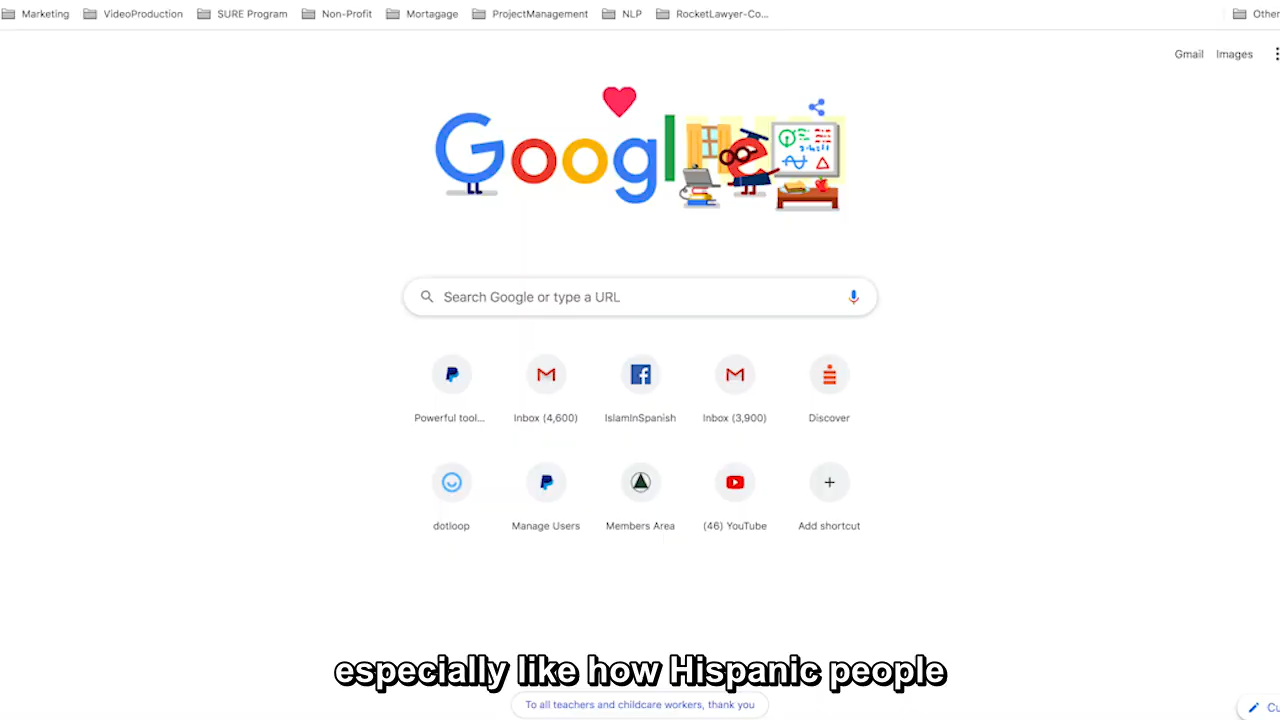 Marketing VideoProduction SURE Program Non-Profit Mortagage ProjectManagement NLP RocketLawyer-Co... Other
Gmail Images
Google
Search Google or type a URL
Powerful tool... Inbox (4,600) IslamInSpanish Inbox (3,900) Discover
dotloop Manage Users Members Area (46) YouTube Add shortcut
especially like how Hispanic people
To all teachers and childcare workers, thank you
Cu